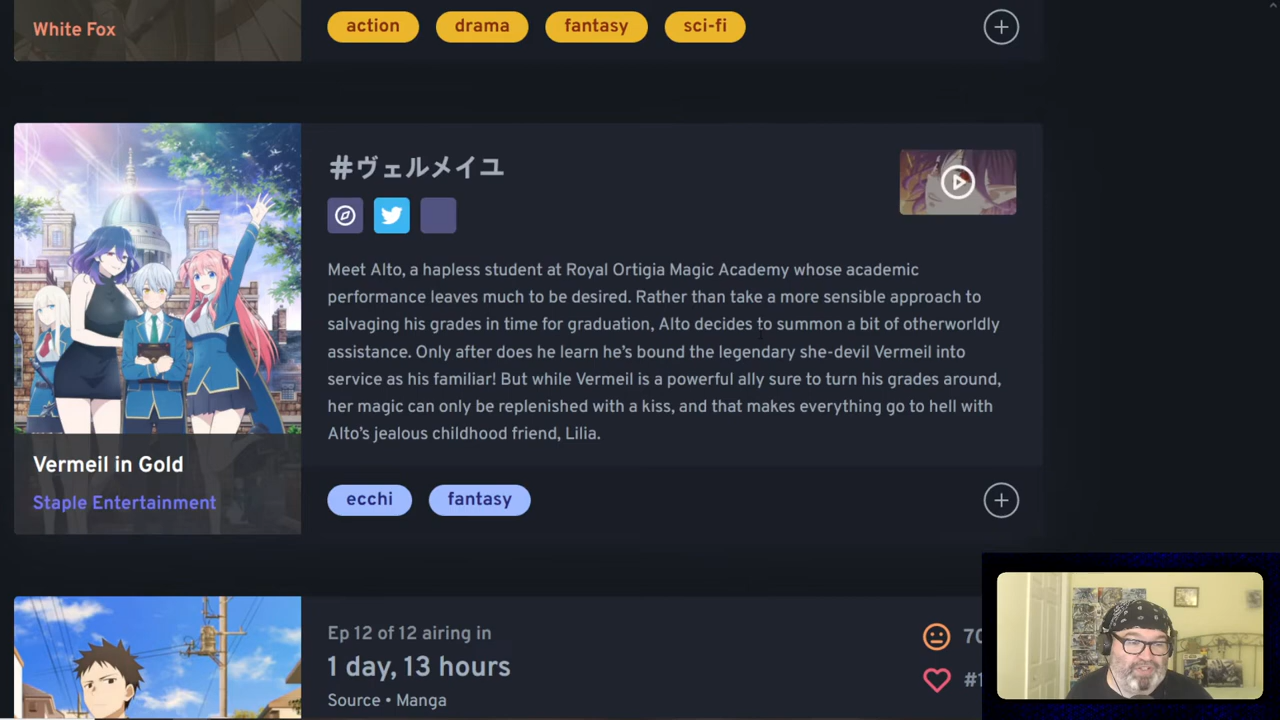 White Fox
action drama fantasy sci-fi
#ヴェルメイユ
Meet Alto, a hapless student at Royal Ortigia Magic Academy whose academic
performance leaves much to be desired. Rather than take a more sensible approach to
salvaging his grades in time for graduation, Alto decides to summon a bit of otherworldly
assistance. Only after does he learn he’s bound the legendary she-devil Vermeil into
service as his familiar! But while Vermeil is a powerful ally sure to turn his grades around,
her magic can only be replenished with a kiss, and that makes everything go to hell with
Alto’s jealous childhood friend, Lilia.
Vermeil in Gold
Staple Entertainment
ecchi fantasy
Ep 12 of 12 airing in
1 day, 13 hours
Source • Manga
70